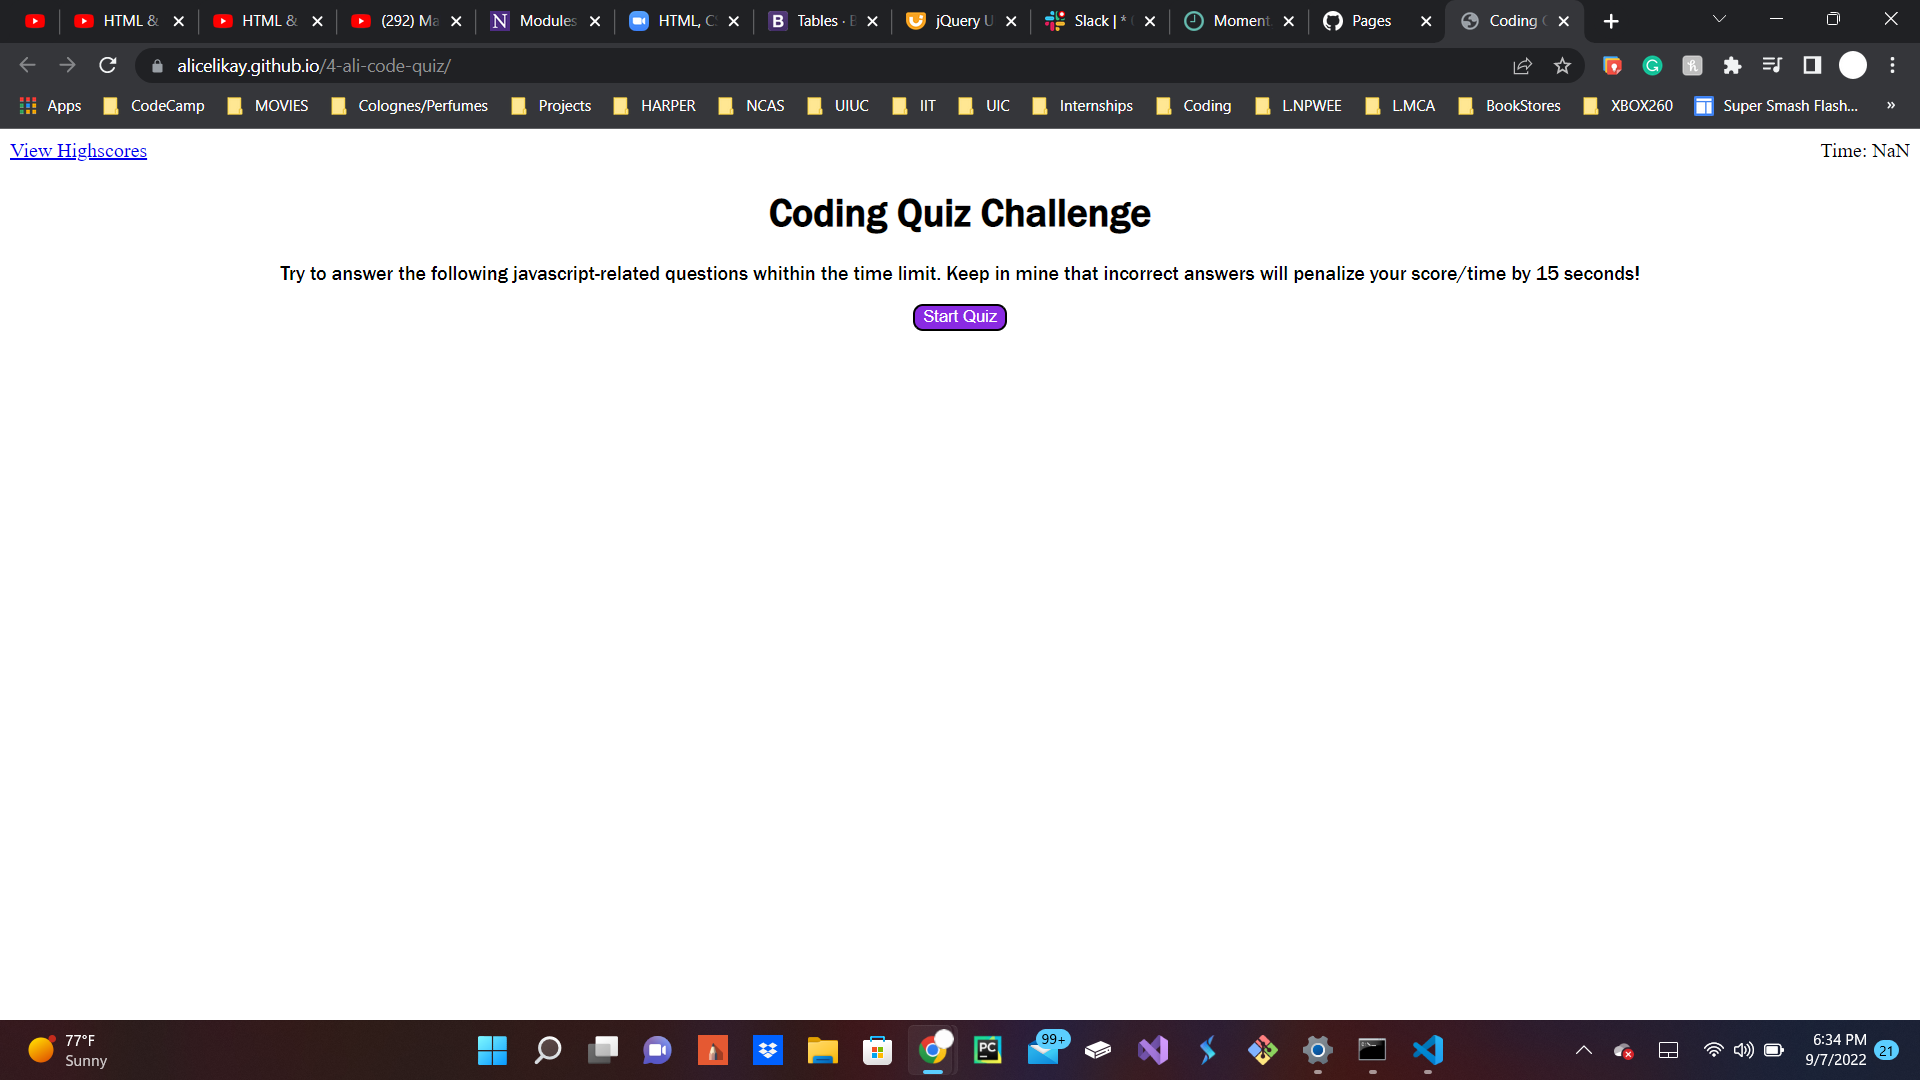 HTML &
HTML &
(292) Ma
Modules
HTML, C
Tables · B
jQuery U
Slack | *
Moment
Pages
Coding
alicelikay.github.io/4-ali-code-quiz/
Apps
CodeCamp
MOVIES
Colognes/Perfumes
Projects
HARPER
NCAS
UIUC
IIT
UIC
Internships
Coding
L.NPWEE
L.MCA
BookStores
XBOX260
Super Smash Flash...
»
View Highscores
Time: NaN
Coding Quiz Challenge
Try to answer the following javascript-related questions whithin the time limit. Keep in mine that incorrect answers will penalize your score/time by 15 seconds!
Start Quiz
77°F
Sunny
PC
99+
6:34 PM
9/7/2022
21